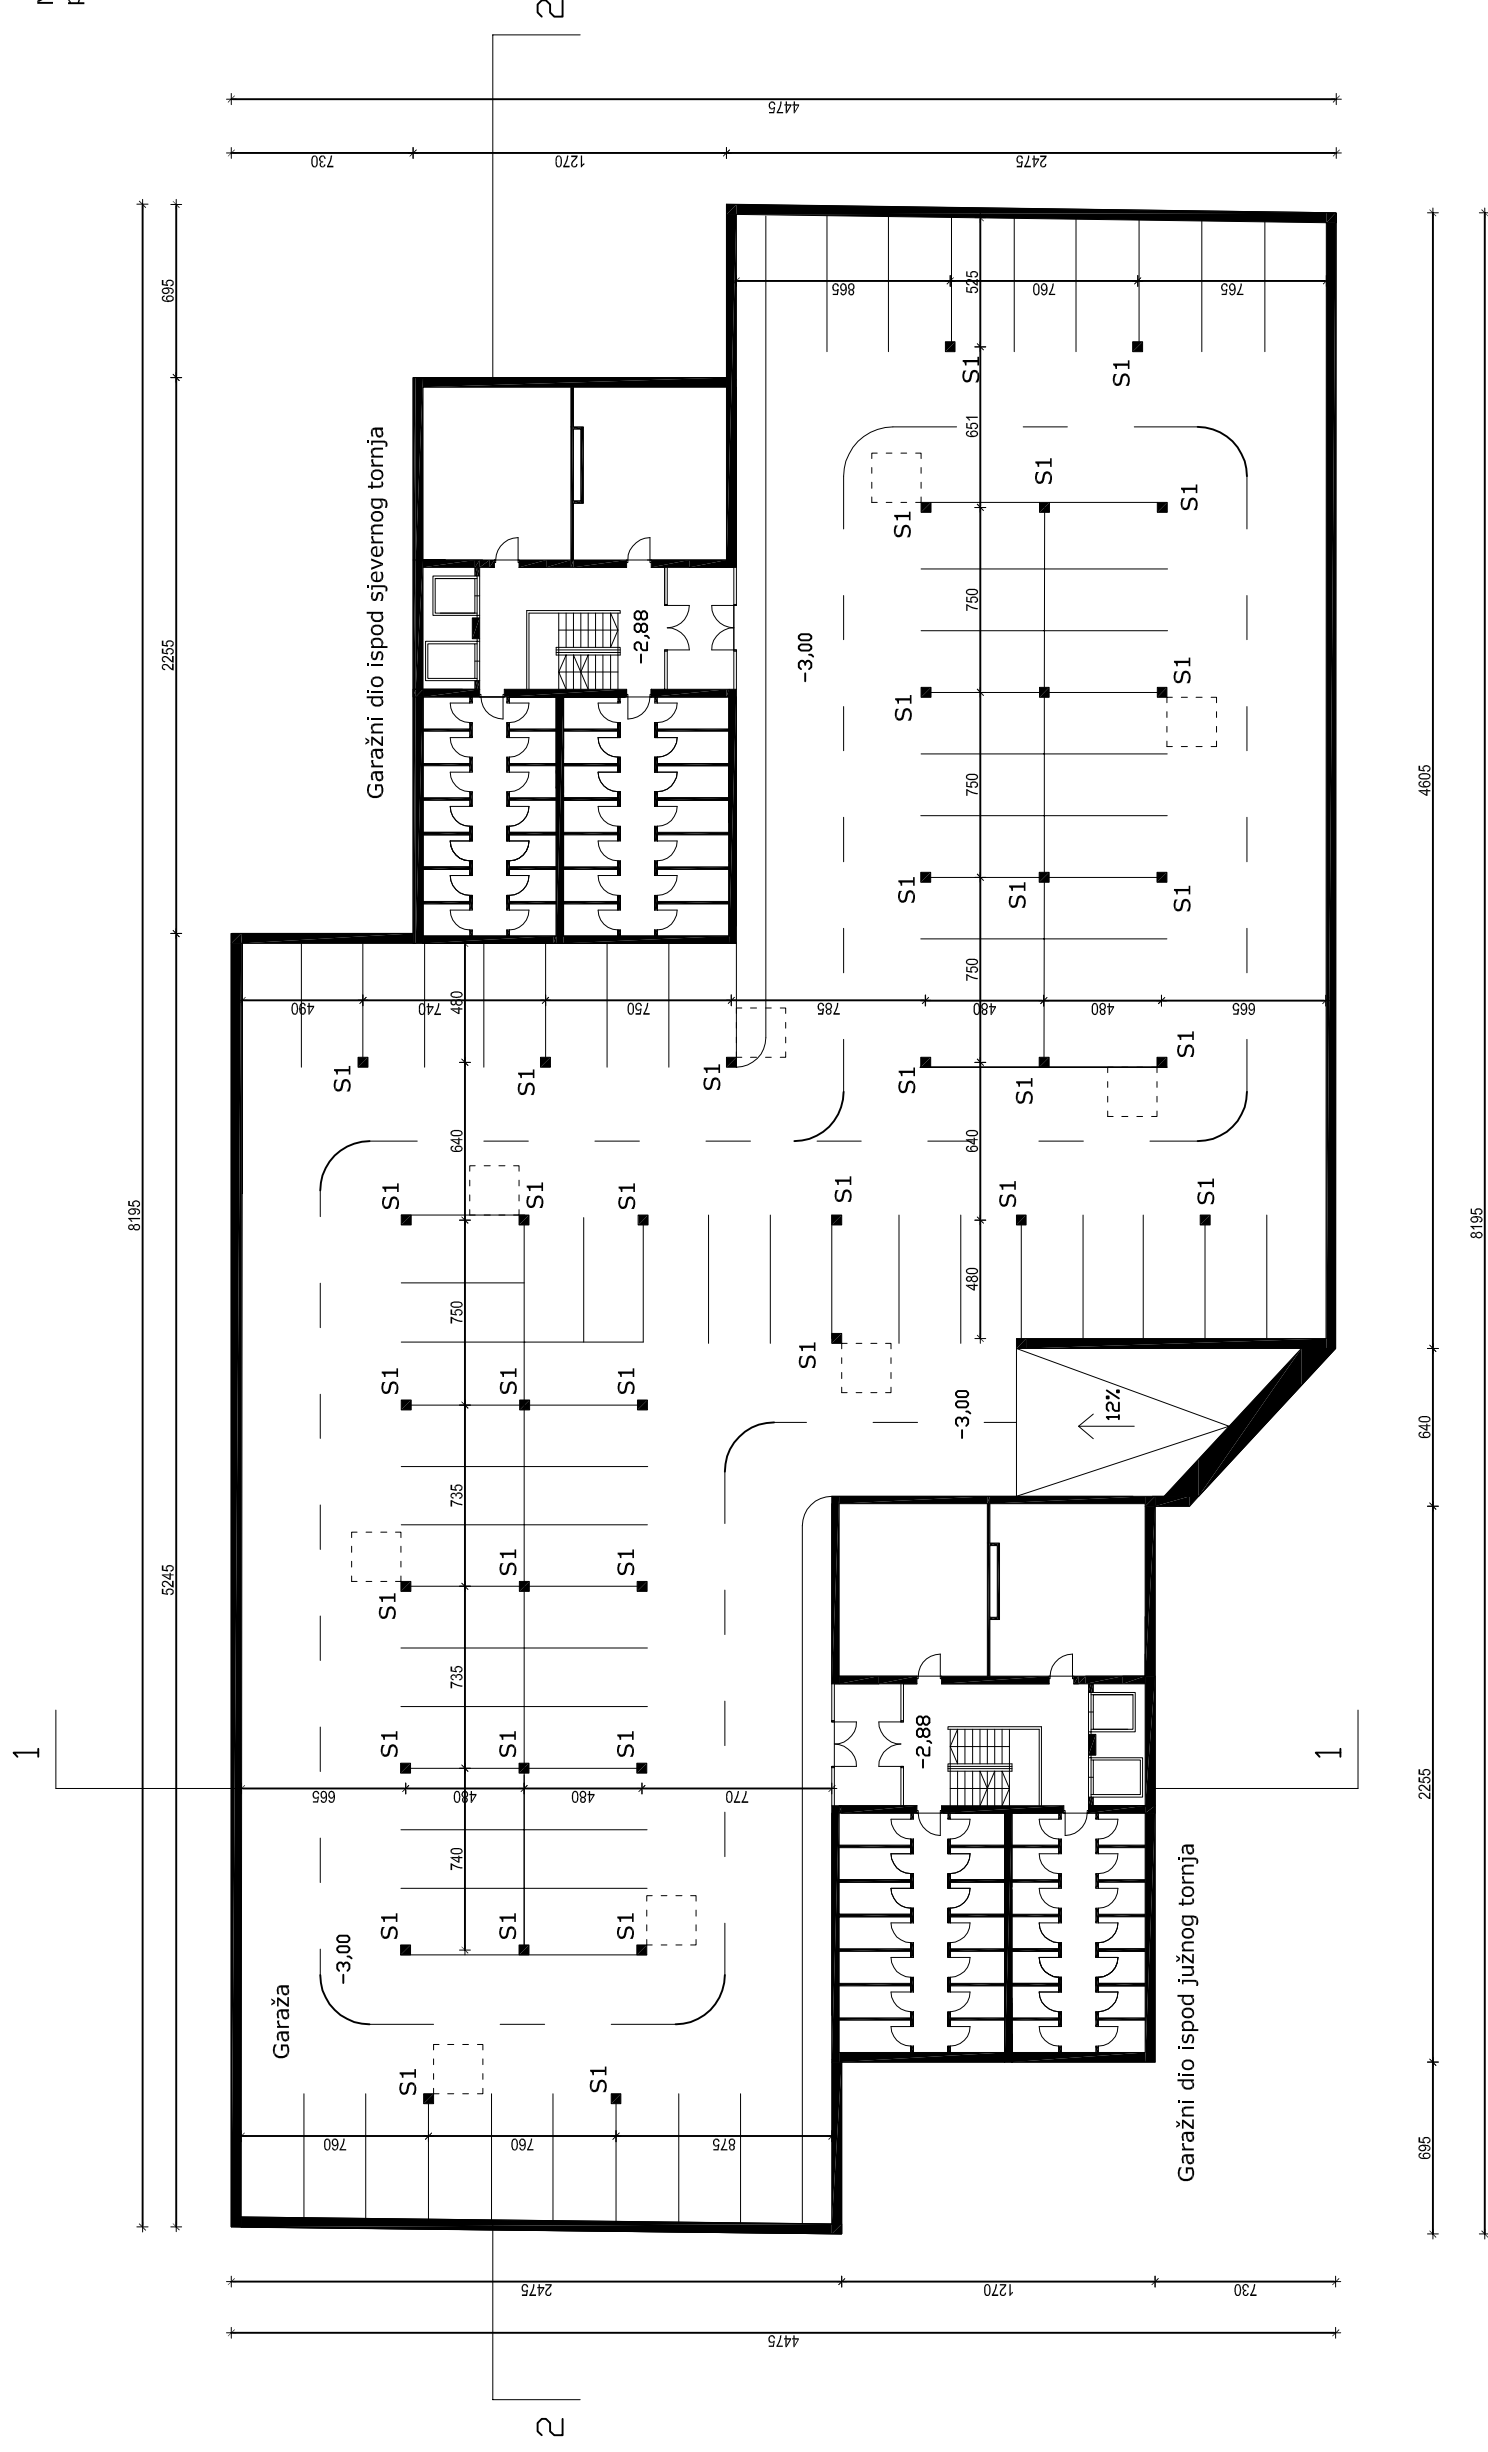 2
4475
730
1270
2475
695
865
525
760
765
S1
S1
651
Garažni dio ispod sjevernog tornja
S1
S1
S1
750
-2,88
-3,00
2255
S1
S1
750
4605
S1
S1
S1
750
490
740
480
750
785
480
480
665
S1
S1
S1
S1
S1
S1
640
640
S1
S1
S1
S1
S1
S1
8195
8195
750
480
S1
S1
S1
S1
-3,00
12%
640
735
S1
S1
S1
5245
735
-2,88
1
1
S1
S1
S1
665
480
480
770
2255
740
S1
S1
S1
-3,00
Garaža
Garažni dio ispod južnog tornja
S1
S1
760
760
875
695
2475
1270
730
4475
2